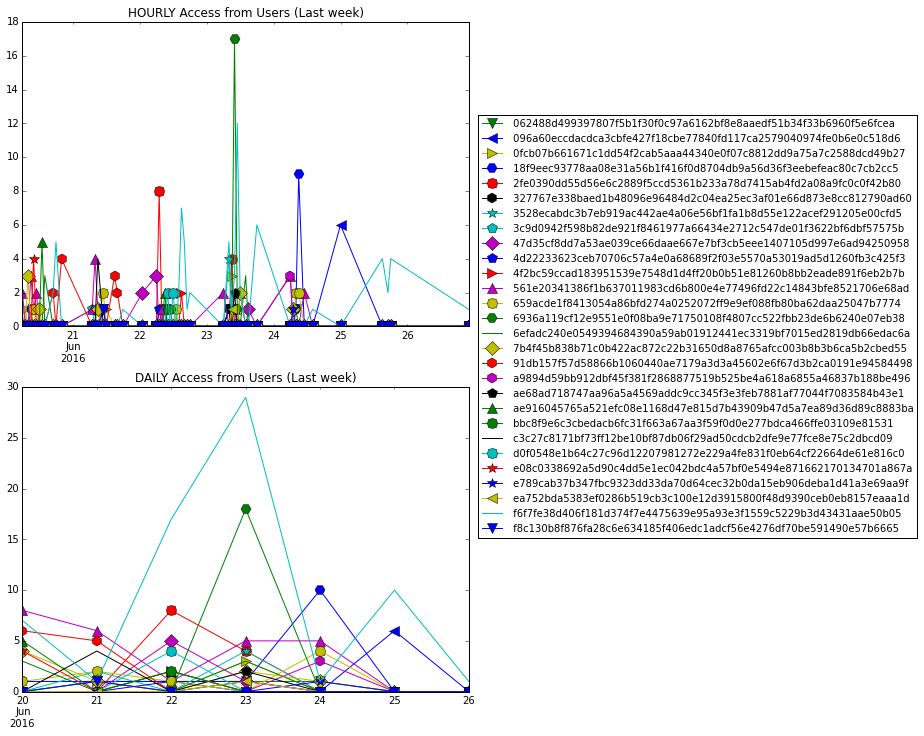 HOURLY Access from Users (Last week)
18
16
14
12
10
8
6
4
2
0
21 22 23 24 25 26
Jun
2016
DAILY Access from Users (Last week)
30
25
20
15
10
5
0
20 21 22 23 24 25 26
Jun
2016
062488d499397807f5b1f30f0c97a6162bf8e8aaedf51b34f33b6960f5e6fcea
096a60eccdacdca3cbfe427f18cbe77840fd117ca2579040974fe0b6e0c518d6
0fcb07b661671c1dd54f2cab5aaa44340e0f07c8812dd9a75a7c2588dcd49b27
18f9eec93778aa08e31a56b1f416f0d8704db9a56d36f3eebefeac80c7cb2cc5
2fe0390dd55d56e6c2889f5ccd5361b233a78d7415ab4fd2a08a9fc0c0f42b80
327767e338baed1b48096e96484d2c04ea25ec3af01e66d873e8cc812790ad60
3528ecabdc3b7eb919ac442ae4a06e56bf1fa1b8d55e122acef291205e00cfd5
3c9d0942f598b82de921f8461977a66434e2712c547de01f3622bf6dbf57575b
47d35cf8dd7a53ae039ce66daae667e7bf3cb5eee1407105d997e6ad94250958
4d22233623ceb70706c57a4e0a68689f2f03e5570a53019ad5d1260fb3c425f3
4f2bc59ccad183951539e7548d1d4ff20b0b51e81260b8bb2eade891f6eb2b7b
561e20341386f1b637011983cd6b800e4e77496fd22c14843bfe8521706e68ad
659acde1f8413054a86bfd274a0252072ff9e9ef088fb80ba62daa25047b7774
6936a119cf12e9551e0f08ba9e71750108f4807cc522fbb23de6b6240e07eb38
6efadc240e0549394684390a59ab01912441ec3319bf7015ed2819db66edac6a
7b4f45b838b71c0b422ac872c22b31650d8a8765afcc003b8b3b6ca5b2cbed55
91db157f57d58866b1060440ae7179a3d3a45602e6f67d3b2ca0191e94584498
a9894d59bb912dbf45f381f2868877519b525be4a618a6855a46837b188be496
ae68ad718747aa96a5a4569addc9cc345f3e3feb7881af77044f7083584b43e1
ae916045765a521efc08e1168d47e815d7b43909b47d5a7ea89d36d89c8883ba
bbc8f9e6c3cbedacb6fc31f663a67aa3f59f0d0e277bdca466ffe03109e81531
c3c27c8171bf73ff12be10bf87db06f29ad50cdcb2dfe9e77fce8e75c2dbcd09
d0f0548e1b64c27c96d12207981272e229a4fe831f0eb64cf22664de61e816c0
e08c0338692a5d90c4dd5e1ec042bdc4a57bf0e5494e871662170134701a867a
e789cab37b347fbc9323dd33da70d64cec32b0da15eb906deba1d41a3e69aa9f
ea752bda5383ef0286b519cb3c100e12d3915800f48d9390ceb0eb8157eaaa1d
f6f7fe38d406f181d374f7e4475639e95a93e3f1559c5229b3d43431aae50b05
f8c130b8f876fa28c6e634185f406edc1adcf56e4276df70be591490e57b6665